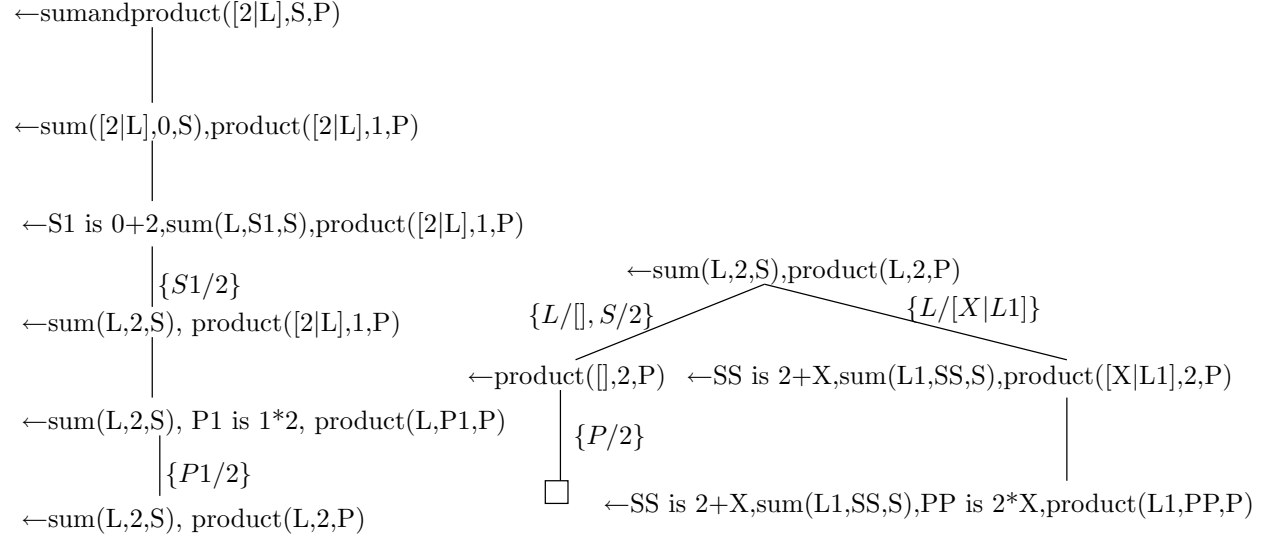 ←sumandproduct([2|L],S,P)
←sum([2|L],0,S),product([2|L],1,P)
←S1 is 0+2,sum(L,S1,S),product([2|L],1,P)
{S1/2}
←sum(L,2,S), product([2|L],1,P)
←sum(L,2,S), P1 is 1*2, product(L,P1,P)
{P1/2}
←sum(L,2,S), product(L,2,P)
←sum(L,2,S),product(L,2,P)
{L/[], S/2}
{L/[X|L1]}
←product([],2,P)
←SS is 2+X,sum(L1,SS,S),product([X|L1],2,P)
{P/2}
←SS is 2+X,sum(L1,SS,S),PP is 2*X,product(L1,PP,P)